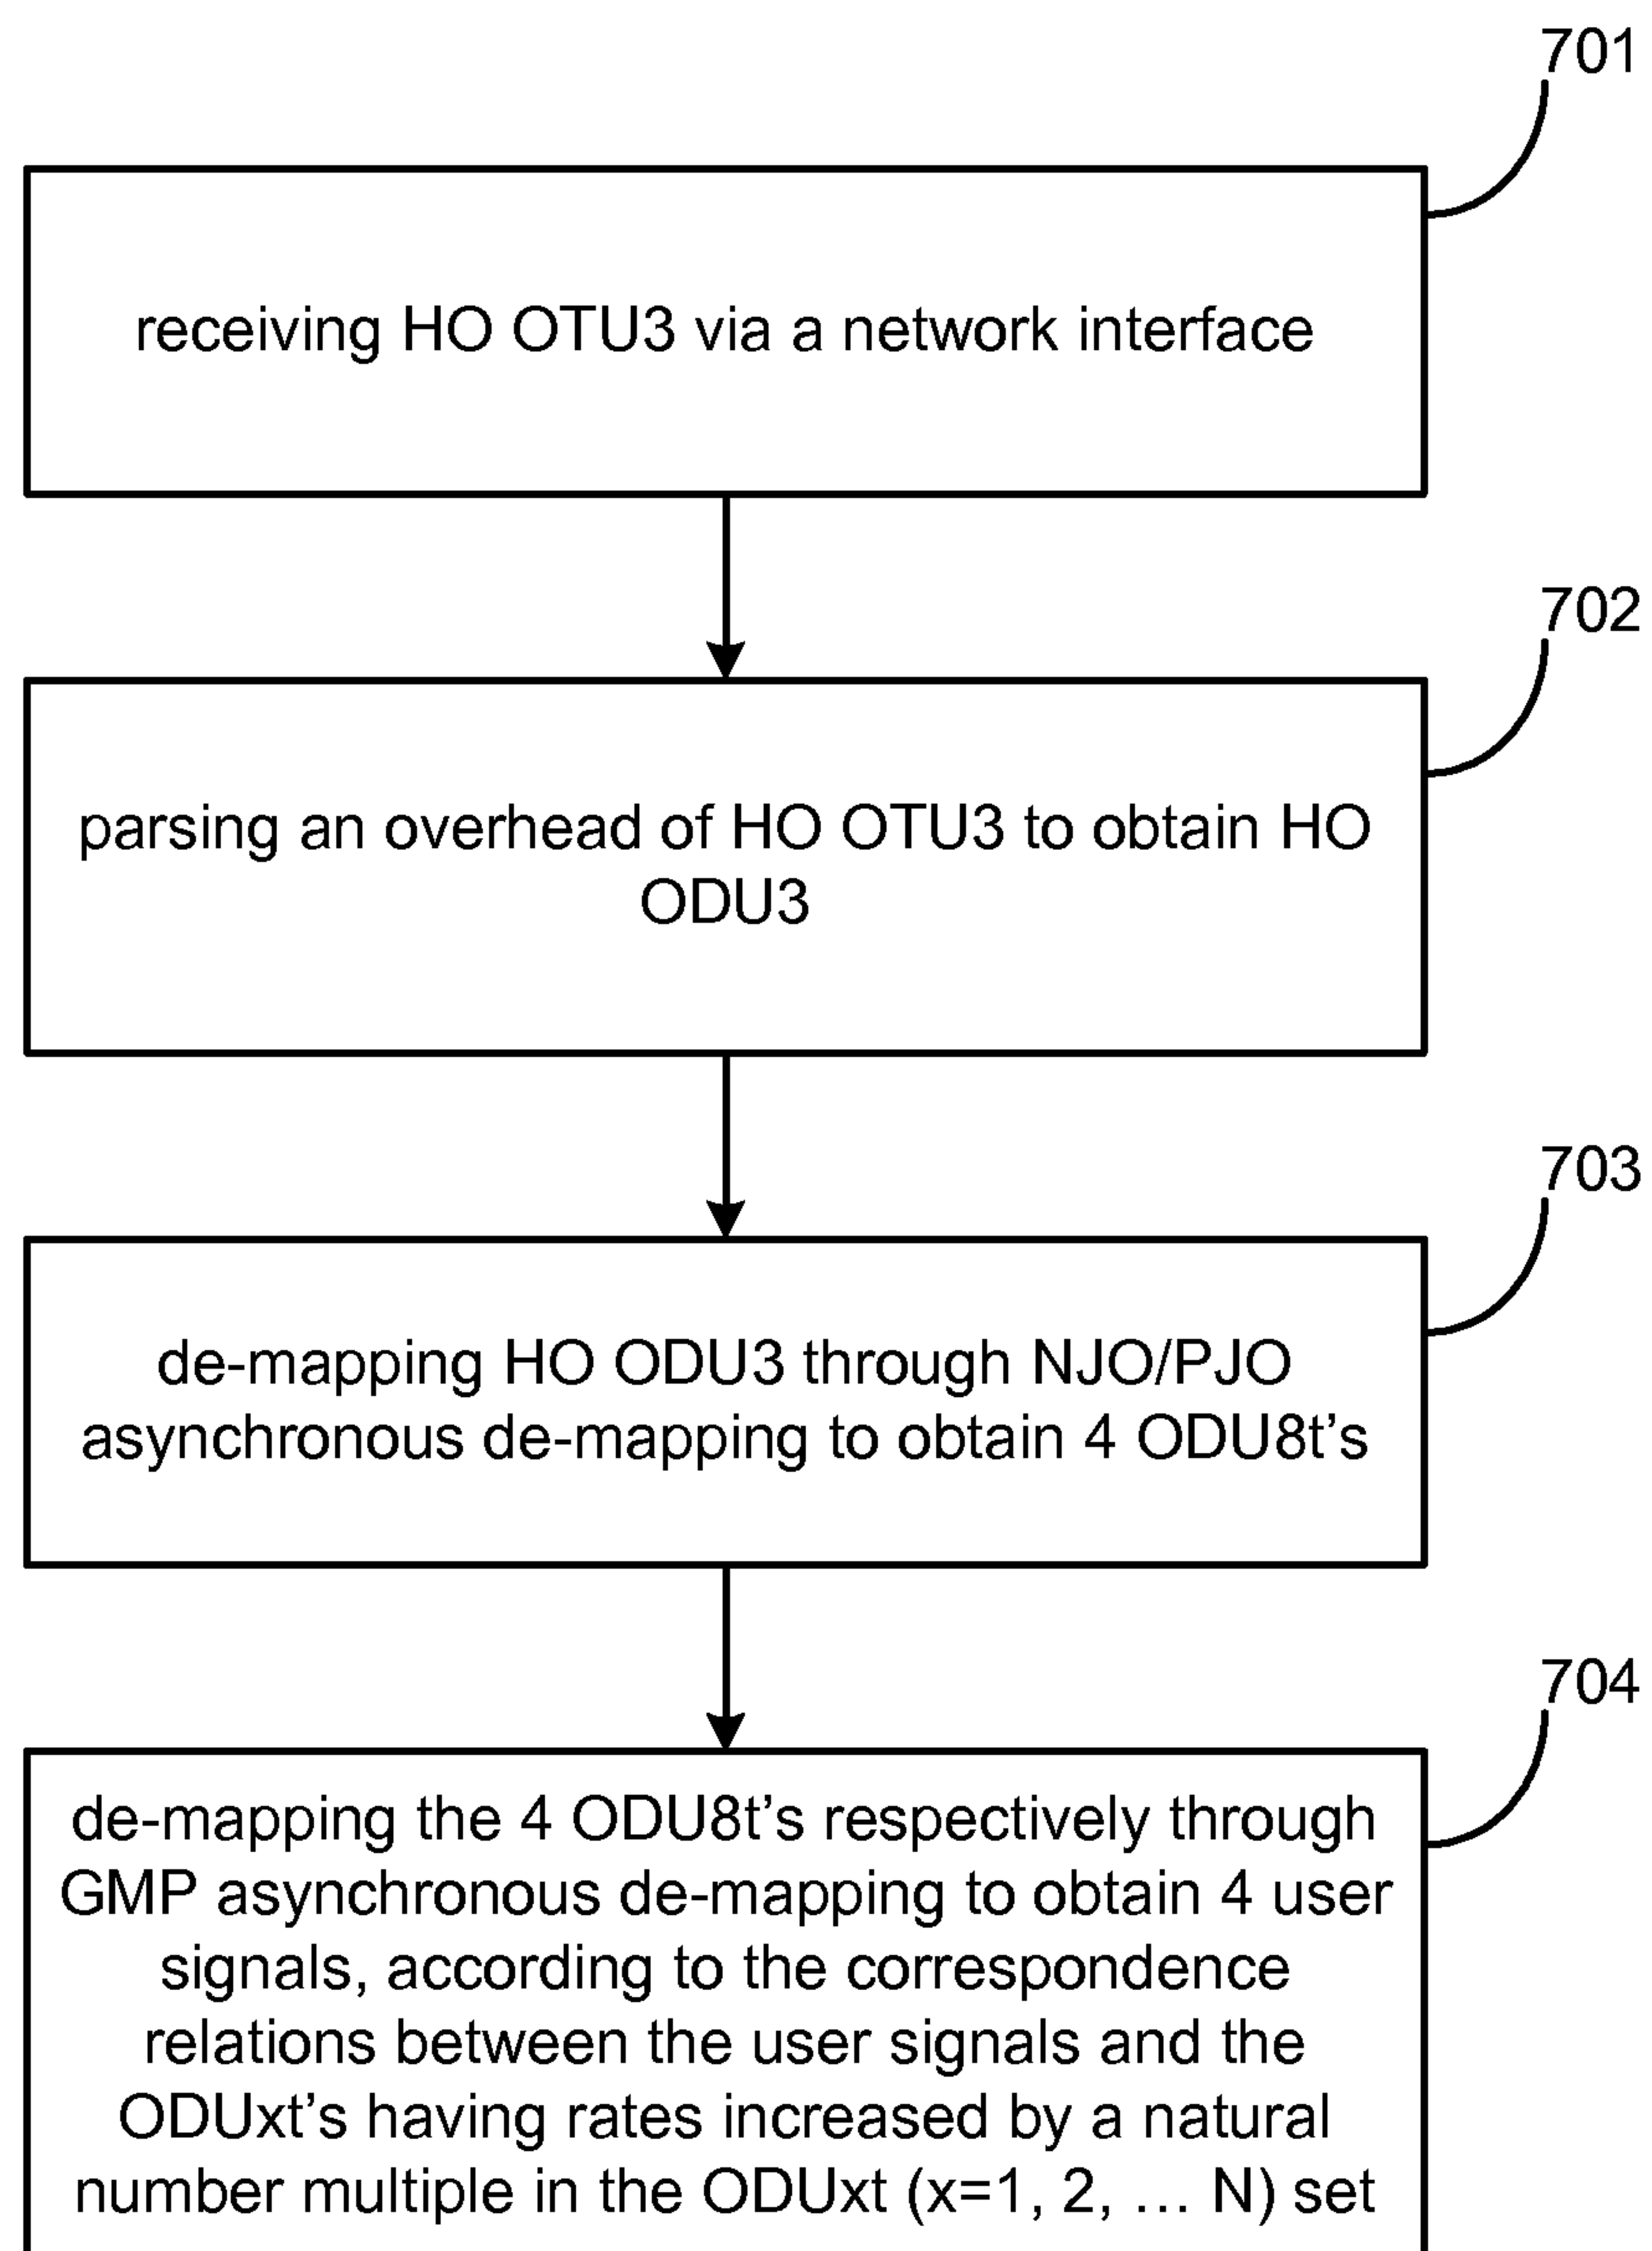 701
receiving HO OTU3 via a network interface
702
parsing an overhead of HO OTU3 to obtain HO
ODU3
703
de-mapping HO ODU3 through NJO/PJO
asynchronous de-mapping to obtain 4 ODU8t’s
704
de-mapping the 4 ODU8t’s respectively through
GMP asynchronous de-mapping to obtain 4 user
signals, according to the correspondence
relations between the user signals and the
ODUxt’s having rates increased by a natural
number multiple in the ODUxt (x=1, 2, … N) set